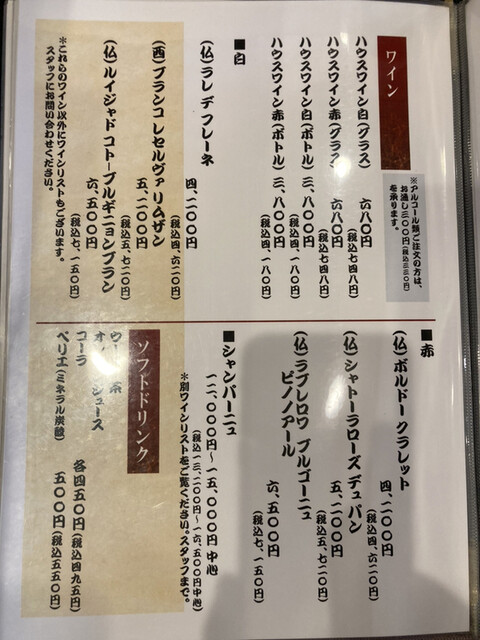 ワイン
※アルコール類ご注文の方は、
お通し三〇〇円(税込三三〇円)
を承ります。
ハウスワイン白(グラス) 六八〇円
(税込七四八円)
ハウスワイン赤(グラス) 六八〇円
(税込七四八円)
ハウスワイン白(ボトル) 三、八〇〇円
(税込四、一八〇円)
ハウスワイン赤(ボトル) 三、八〇〇円
(税込四、一八〇円)
■白
(仏)ラレ デ フレーネ 四、二〇〇円
(税込四、六二〇円)
(西)ブランコ レセルヴァ リムザン 五、二〇〇円
(税込五、七二〇円)
(仏)ルイジャド コトーブルギニョンブラン 六、五〇〇円
(税込七、一五〇円)
※これらのワイン以外にワインリストもございます。
スタッフにお問い合わせください。
■赤
(仏)ボルドー クラレット 四、二〇〇円
(税込四、六二〇円)
(仏)シャトーラローズ デュ パン 五、二〇〇円
(税込五、七二〇円)
(仏)ラブレロワ ブルゴーニュ
ピノノアール 六、五〇〇円
(税込七、一五〇円)
■シャンパーニュ
一二、〇〇〇円〜一五、〇〇〇円 中心
(税込一三、二〇〇円〜一六、五〇〇円 中心)
※別ワインリストをご覧ください。スタッフまで。
ソフトドリンク
ウ 茶
オ ジュース
コーラ 各四五〇円(税込四九五円)
ペリエ(ミネラル炭酸) 五〇〇円(税込五五〇円)